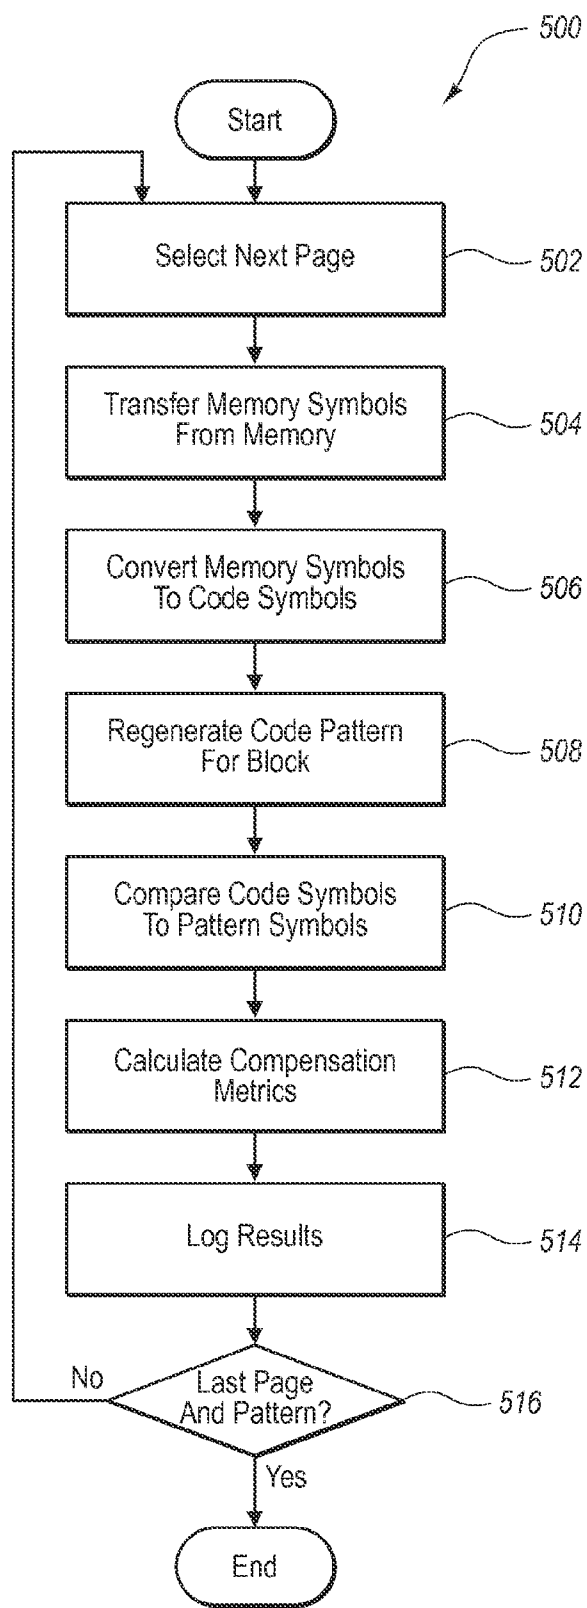 500
Start
Select Next Page
502
Transfer Memory Symbols
From Memory
504
Convert Memory Symbols
To Code Symbols
506
Regenerate Code Pattern
For Block
508
Compare Code Symbols
To Pattern Symbols
510
Calculate Compensation
Metrics
512
Log Results
514
No
Last Page
And Pattern?
516
Yes
End